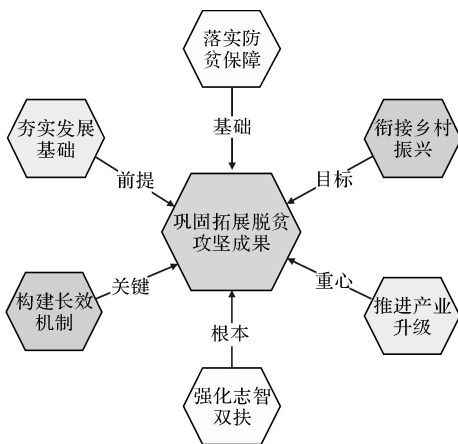 落实防
贫保障
基础
夯实发展
基础
前提
衔接乡村
振兴
目标
巩固拓展脱贫
攻坚成果
构建长效
机制
关键
重心
推进产业
升级
根本
强化志智
双扶